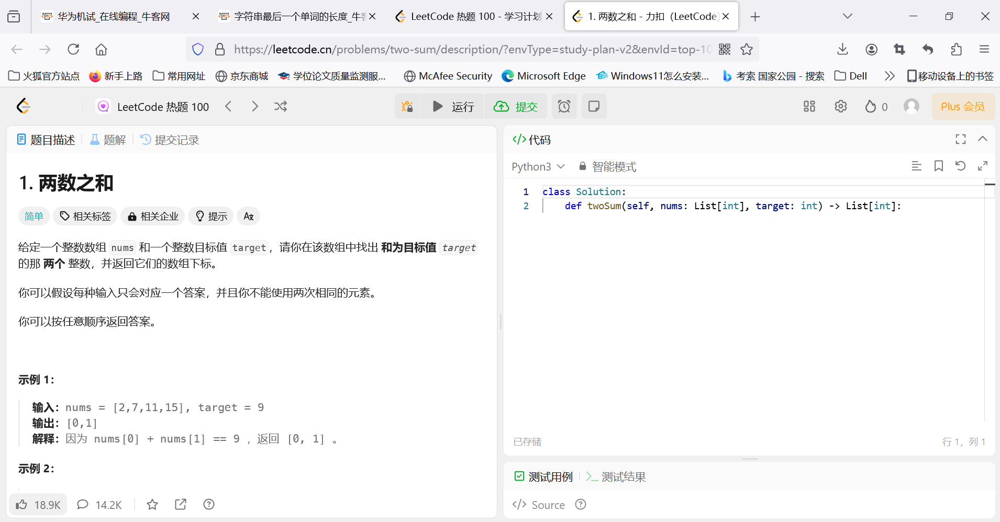 华为机试_在线编程_牛客网
字符串最后一个单词的长度_牛客
LeetCode 热题 100 - 学习计划
1. 两数之和 - 力扣（LeetCode）
https://leetcode.cn/problems/two-sum/description/?envType=study-plan-v2&envId=top-10
火狐官方站点
新手上路
常用网址
京东商城
学位论文质量监测服...
McAfee Security
Microsoft Edge
Windows11怎么安装...
考索 国家公园 - 搜索
Dell
移动设备上的书签
LeetCode 热题 100
运行
提交
0
Plus 会员
题目描述
题解
提交记录
1. 两数之和
简单
相关标签
相关企业
提示
给定一个整数数组 nums 和一个整数目标值 target，请你在该数组中找出 和为目标值 target
的那 两个 整数，并返回它们的数组下标。
你可以假设每种输入只会对应一个答案，并且你不能使用两次相同的元素。
你可以按任意顺序返回答案。
示例 1：
输入：nums = [2,7,11,15], target = 9
输出：[0,1]
解释：因为 nums[0] + nums[1] == 9 ，返回 [0, 1] 。
示例 2：
18.9K
14.2K
代码
Python3
智能模式
1 class Solution:
2 def twoSum(self, nums: List[int], target: int) -> List[int]:
已存储
行 1，列 1
测试用例
测试结果
Source